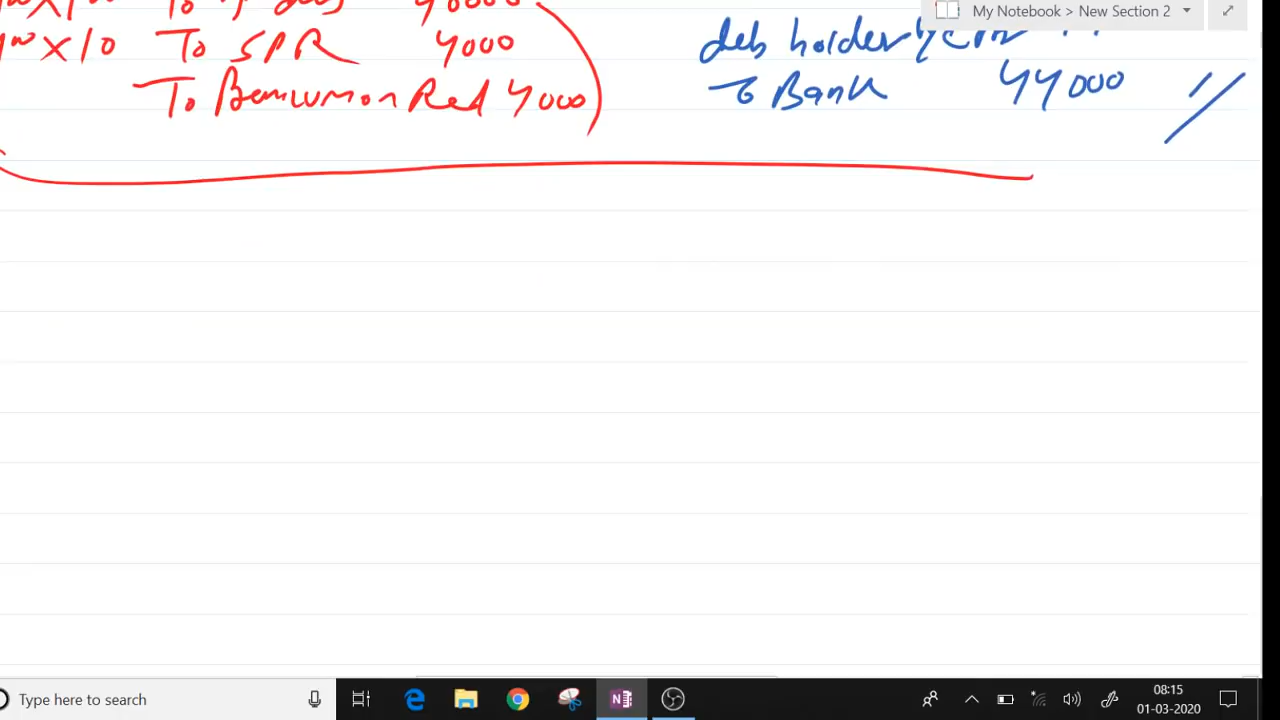 My Notebook > New Section 2
To SPR 4000
deb holder
To Premium on Red 4000
To Bank 44000
Type here to search
08:15
01-03-2020